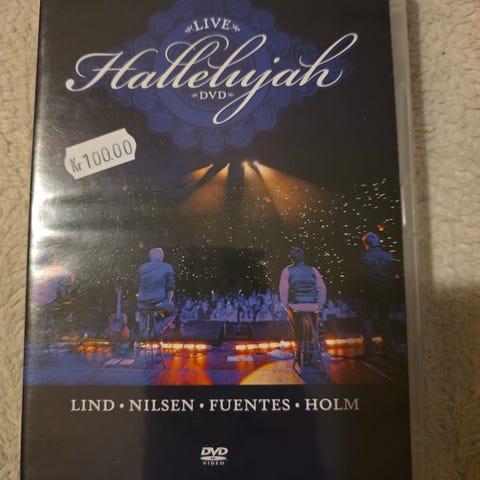 LIVE
Hallelujah
DVD
Kr 100.00
LIND • NILSEN • FUENTES • HOLM
DVD
VIDEO